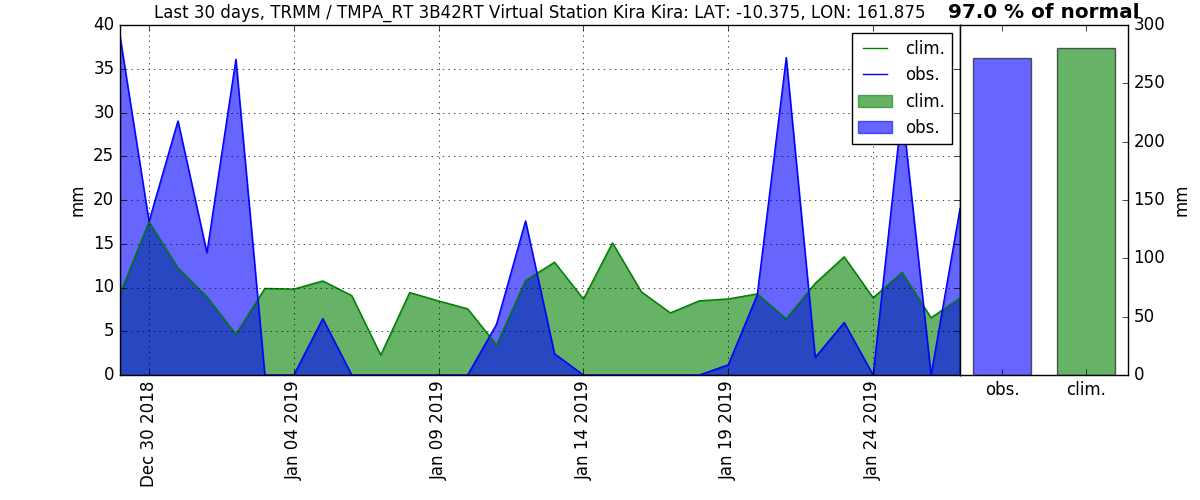 Last 30 days, TRMM / TMPA_RT 3B42RT Virtual Station Kira Kira: LAT: -10.375, LON: 161.875
97.0 % of normal
40
35
30
25
20
15
10
5
0
mm
clim.
obs.
clim.
obs.
300
250
200
150
100
50
0
mm
Dec 30 2018
Jan 04 2019
Jan 09 2019
Jan 14 2019
Jan 19 2019
Jan 24 2019
obs.
clim.